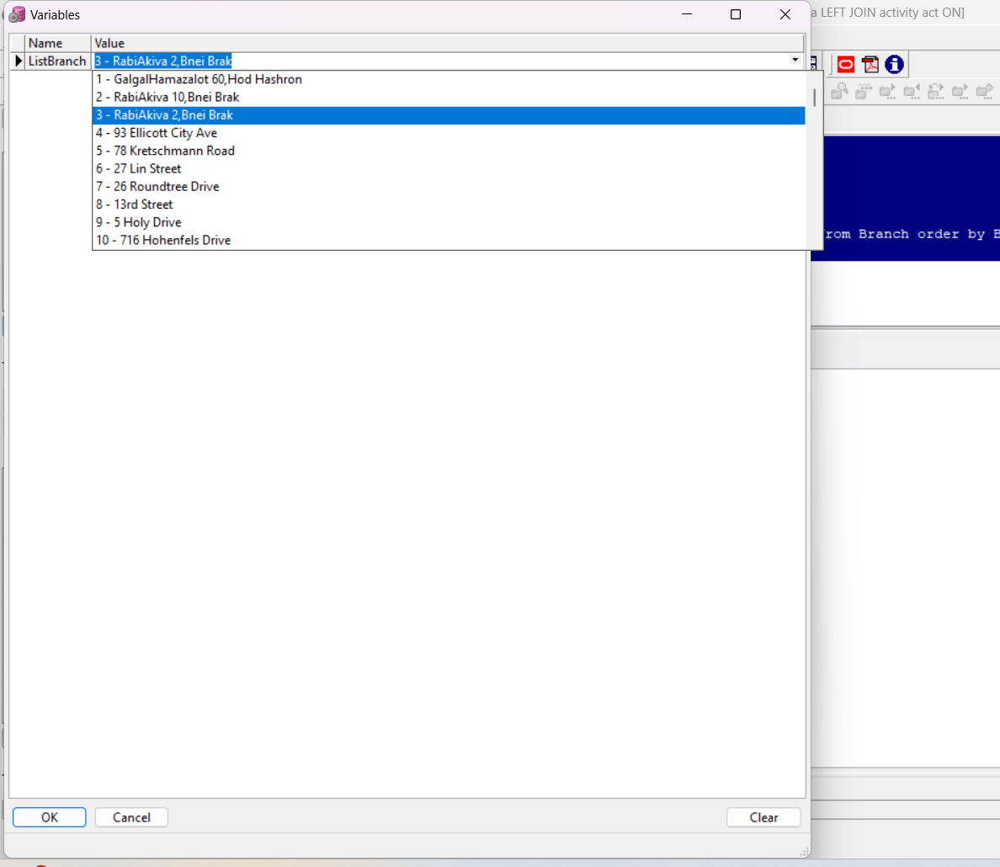 Variables
a LEFT JOIN activity act ON]
Name Value
ListBranch 3 - RabiAkiva 2,Bnei Brak
1 - GalgalHamazalot 60,Hod Hashron
2 - RabiAkiva 10,Bnei Brak
3 - RabiAkiva 2,Bnei Brak
4 - 93 Ellicott City Ave
5 - 78 Kretschmann Road
6 - 27 Lin Street
7 - 26 Roundtree Drive
8 - 13rd Street
9 - 5 Holy Drive
10 - 716 Hohenfels Drive
rom Branch order by B
OK Cancel Clear